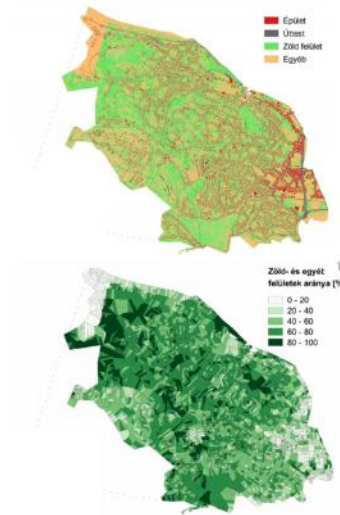 Épület
Úttest
Zöld felület
Egyéb
Zöld- és egyéb
felületek aránya [%
0 - 20
20 - 40
40 - 60
60 - 80
80 - 100